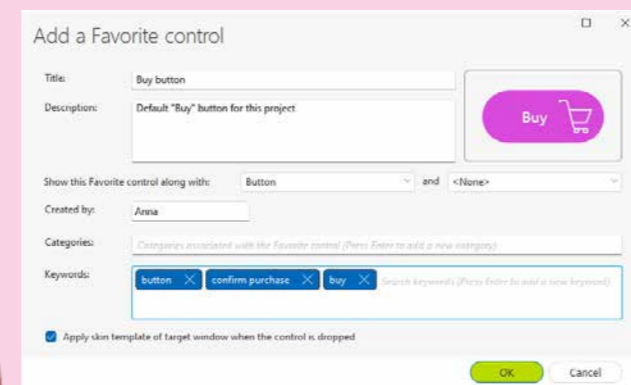 Add a Favorite control
Title: Buy button
Description: Default "Buy" button for this project
Buy
Show this Favorite control along with: Button and <None>
Created by: Anna
Categories: Categories associated with the Favorite control (Press Enter to add a new category)
Keywords: button confirm purchase buy Search keywords (Press Enter to add a new keyword)
Apply skin template of target window when the control is dropped
OK Cancel